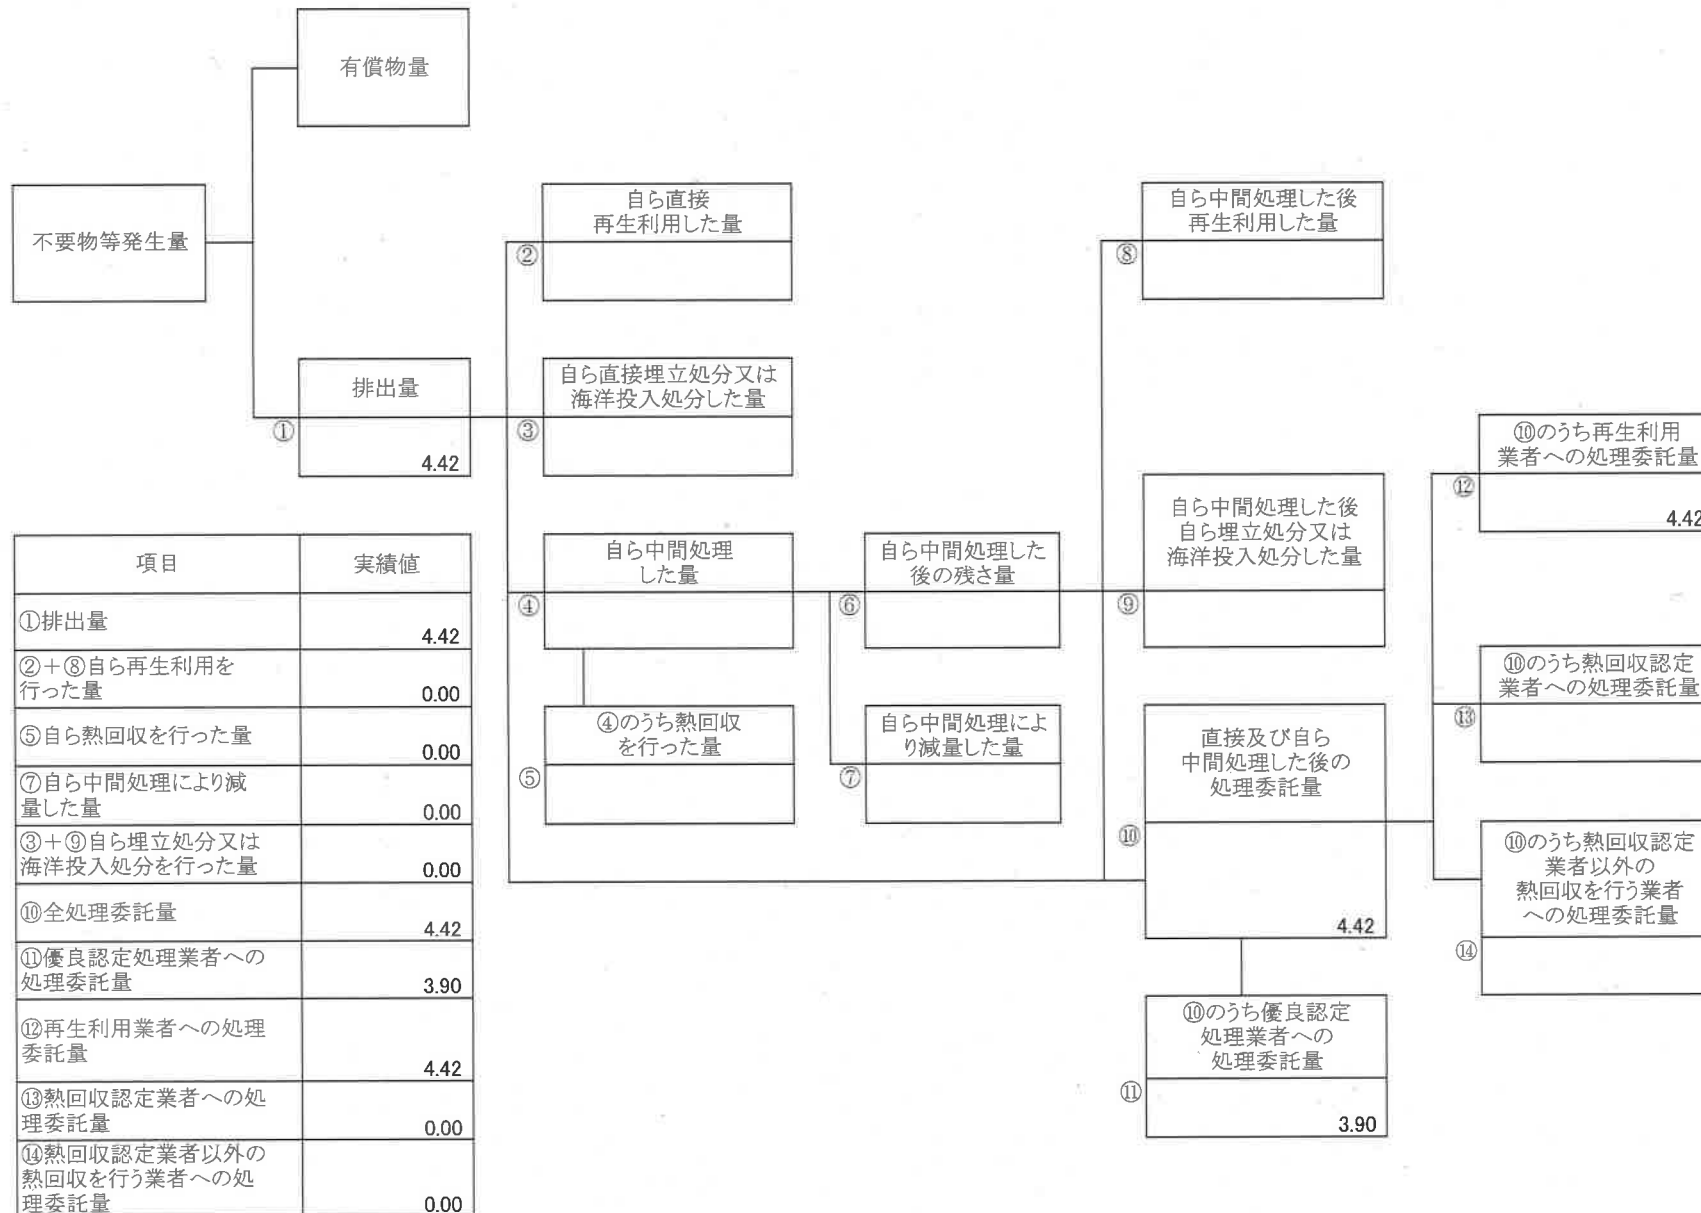 有償物量
不要物等発生量
自ら直接
再生利用した量
②
自ら中間処理した後
再生利用した量
⑧
排出量
①
4.42
自ら直接埋立処分又は
海洋投入処分した量
③
⑩のうち再生利用
業者への処理委託量
⑫
4.42
自ら中間処理した後
自ら埋立処分又は
海洋投入処分した量
⑨
自ら中間処理
した量
④
自ら中間処理した
後の残さ量
⑥
⑩のうち熱回収認定
業者への処理委託量
⑬
④のうち熱回収
を行った量
⑤
自ら中間処理によ
り減量した量
⑦
直接及び自ら
中間処理した後の
処理委託量
⑩
4.42
⑩のうち熱回収認定
業者以外の
熱回収を行う業者
への処理委託量
⑭
⑩のうち優良認定
処理業者への
処理委託量
⑪
3.90
項目 実績値
①排出量
4.42
②+⑧自ら再生利用を
行った量 0.00
⑤自ら熱回収を行った量
0.00
⑦自ら中間処理により減
量した量 0.00
③+⑨自ら埋立処分又は
海洋投入処分を行った量 0.00
⑩全処理委託量
4.42
⑪優良認定処理業者への
処理委託量 3.90
⑫再生利用業者への処理
委託量
4.42
⑬熱回収認定業者への処
理委託量 0.00
⑭熱回収認定業者以外の
熱回収を行う業者への処
理委託量 0.00